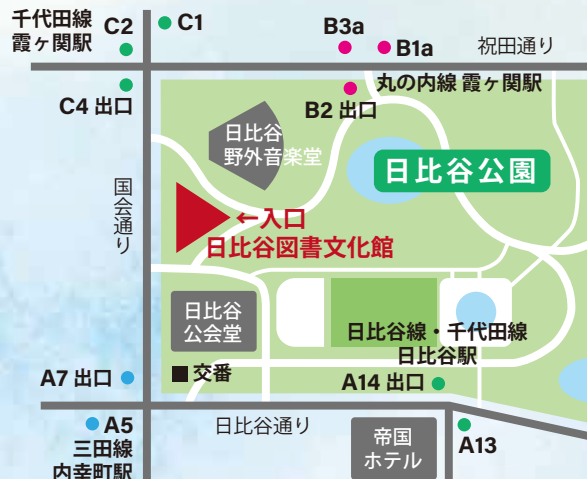 千代田線
霞ヶ関駅
C2
C1
B3a
B1a
祝田通り
C4 出口
丸の内線 霞ヶ関駅
B2 出口
日比谷
野外音楽堂
日比谷公園
国会通り
←入口
日比谷図書文化館
日比谷
公会堂
日比谷線・千代田線
日比谷駅
A7 出口
交番
A14 出口
A5
三田線
内幸町駅
日比谷通り
帝国
ホテル
A13